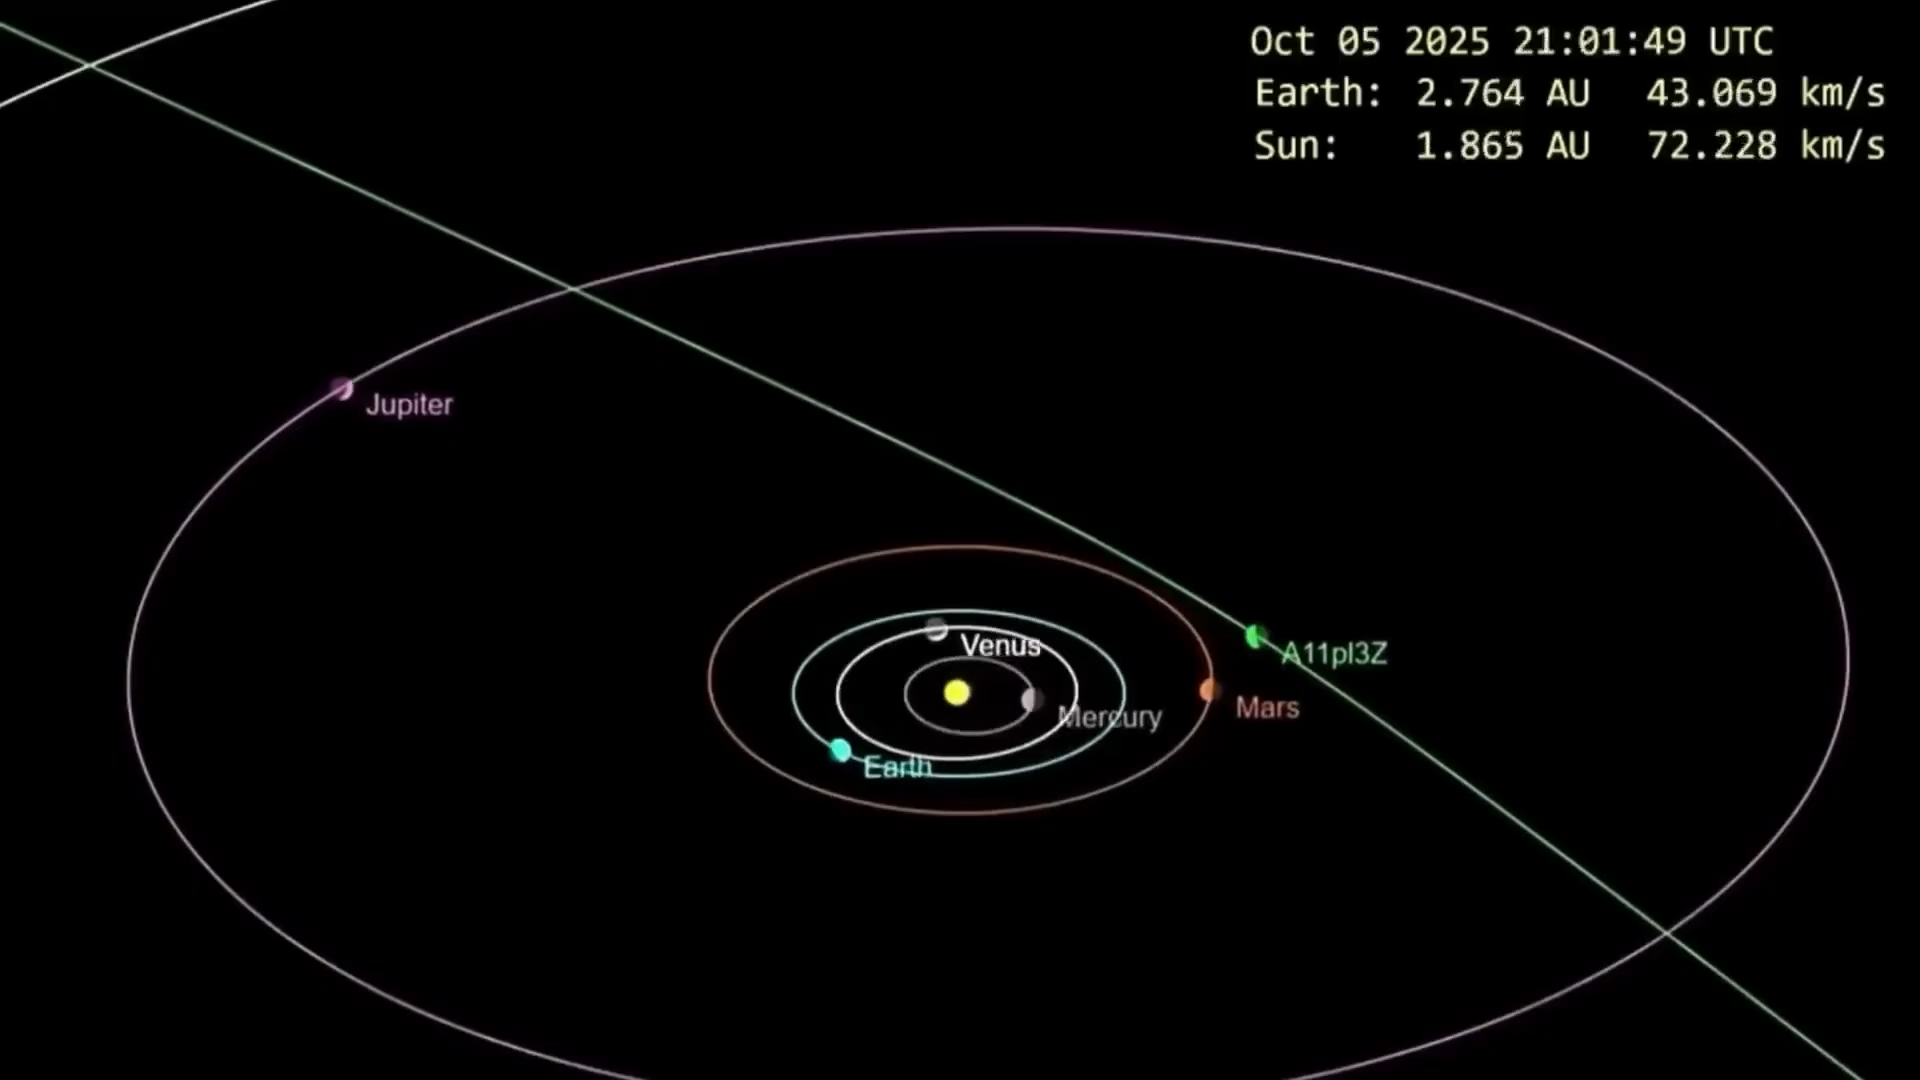 Oct 05 2025 21:01:49 UTC
Earth: 2.764 AU 43.069 km/s
Sun: 1.865 AU 72.228 km/s
Jupiter
Venus
A11pl3Z
Mercury
Mars
Earth